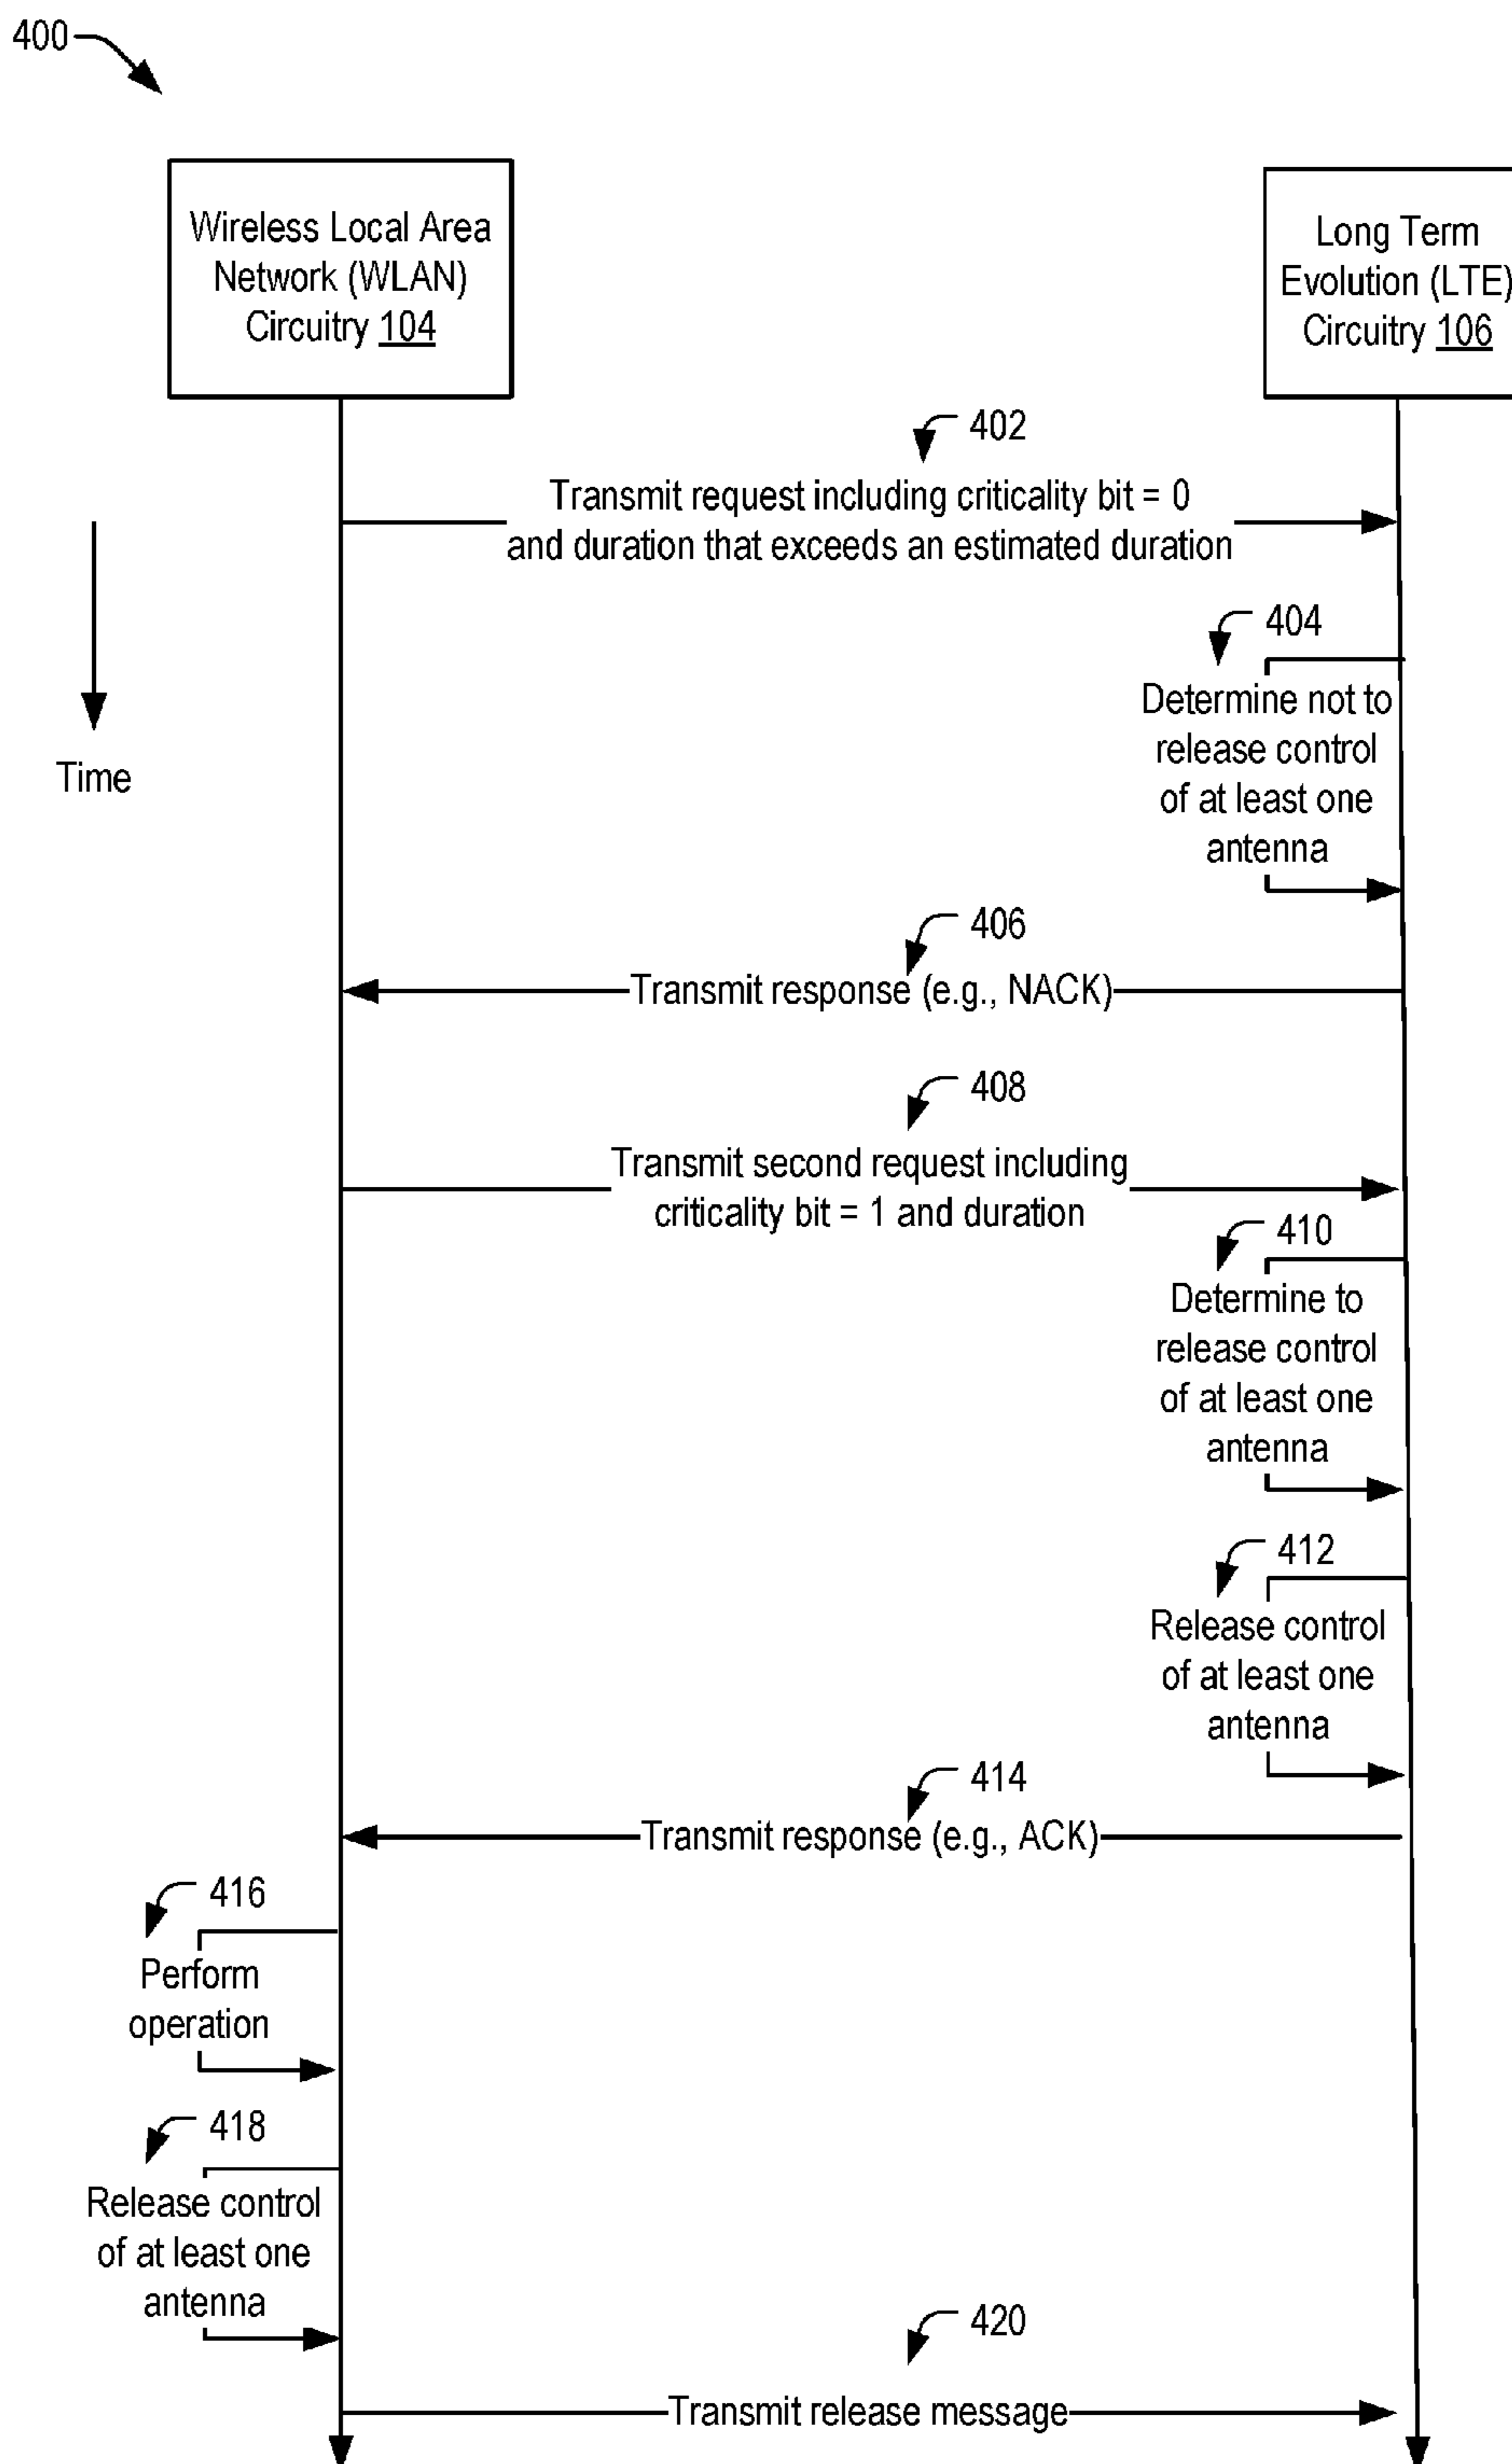 400
Wireless Local Area
Network (WLAN)
Circuitry 104
Long Term
Evolution (LTE)
Circuitry 106
402
Transmit request including criticality bit = 0
and duration that exceeds an estimated duration
Time
404
Determine not to
release control
of at least one
antenna
406
Transmit response (e.g., NACK)
408
Transmit second request including
criticality bit = 1 and duration
410
Determine to
release control
of at least one
antenna
412
Release control
of at least one
antenna
414
Transmit response (e.g., ACK)
416
Perform
operation
418
Release control
of at least one
antenna
420
Transmit release message